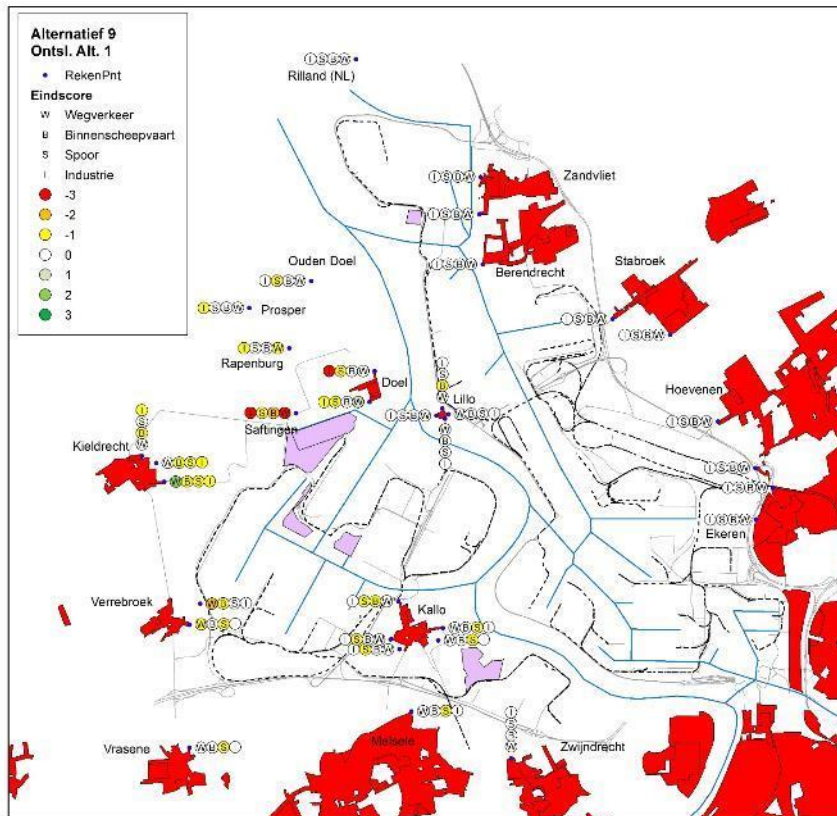 Alternatief 9
Ontsl. Alt. 1
RekenPnt
Eindscore
W Wegverkeer
B Binnenscheepvaart
S Spoor
I Industrie
-3
-2
-1
0
1
2
3
I S B W
Rilland (NL)
I S B W
Zandvliet
I S B W
Ouden Doel
I S B W
Berendrecht
Stabroek
I S B W
I S B W
Prosper
I S B W
I S B W
I S B W
Rapenburg
I S B W
Doel
I S B W
Lillo
I S B W
W B S I
W B S I
Hoevenen
I S B W
I S B W
Saftingen
Kieldrecht
W B S I
W B S I
I S B W
I S B W
I S B W
Ekeren
Verrebroek
W B S I
W B S
I S B W
Kallo
W B S I
I S B W
W B S
I S B W
W B S I
Melsele
Vrasene
W B S
Zwijndrecht